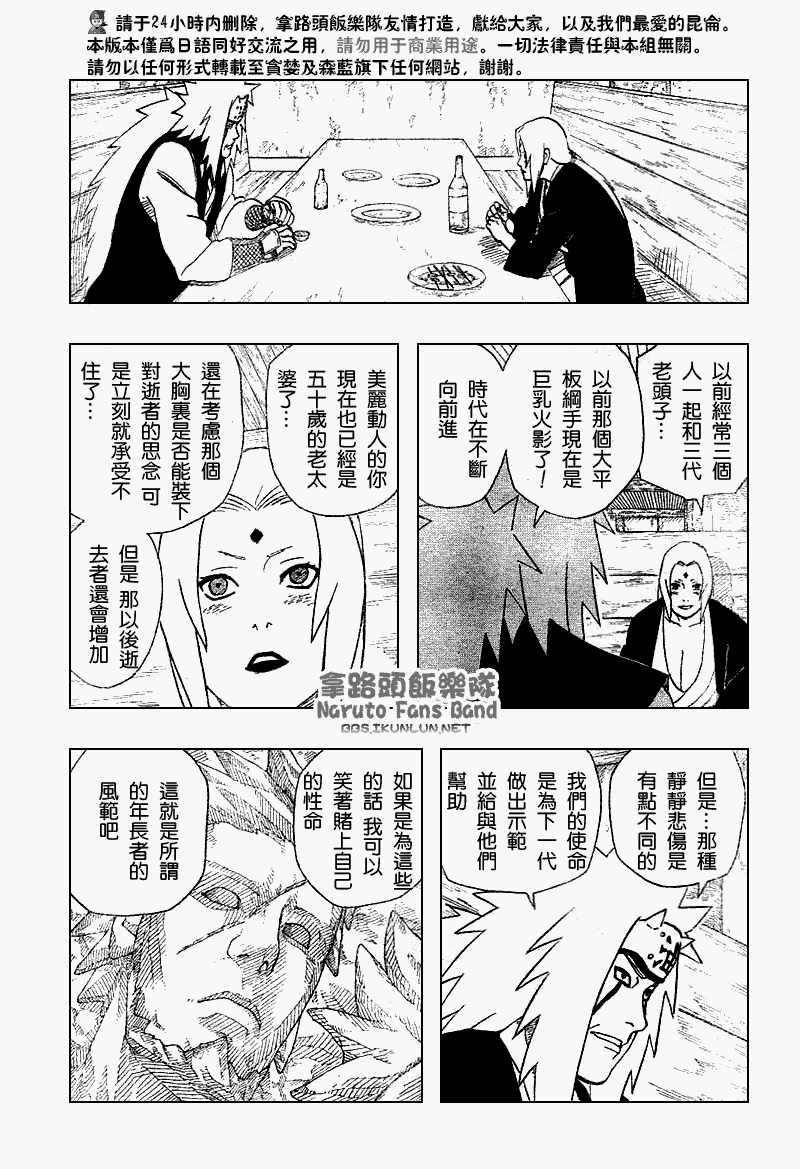 請于24小時内删除，拿路頭飯樂隊友情打造，獻給大家，以及我們最愛的昆侖。
本版本僅爲日語同好交流之用，請勿用于商業用途。一切法律責任與本組無關。
請勿以任何形式轉載至貪婪及森藍旗下任何網站，謝謝。
以前經常三個
人一起和三代
老頭子…
以前那個大平
板綱手現在是
巨乳火影了！
時代在不斷
向前進
美麗動人的你
現在也已經是
五十歲的老太
婆了…
還在考慮那個
大胸裏是否能裝下
對逝者的思念 可
是立刻就承受不
住了…
但是 那以後逝
去者還會增加
拿路頭飯樂隊
Naruto Fans Band
BBS.IKUNLUN.NET
但是…那種
靜靜悲傷是
有點不同的
我們的使命
是為下一代
做出示範
並給與他們
幫助
如果是為這些
的話 我可以
笑著賭上自己
的性命
這就是所謂
的年長者的
風範吧